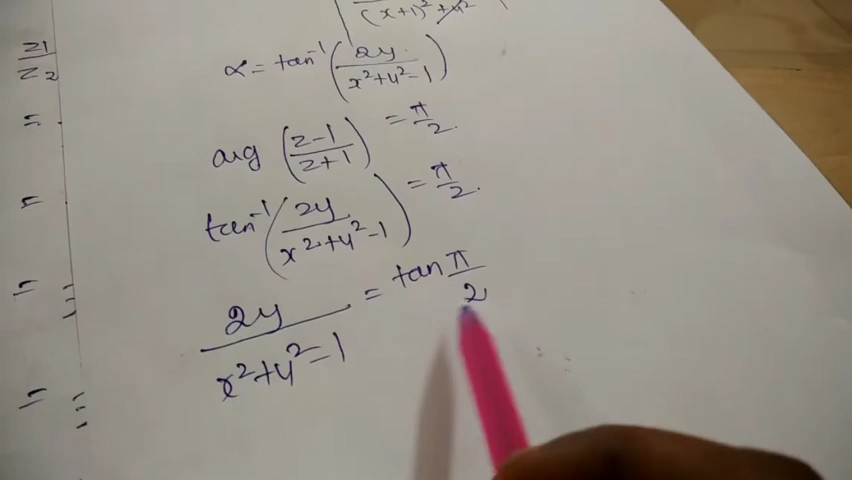 (x+1)² + y²
z1/z2
α = tan⁻¹(2y/(x²+y²-1))
=
arg((z-1)/(z+1)) = π/2.
=
tan⁻¹(2y/(x²+y²-1)) = π/2.
=
2y/(x²+y²-1) = tan π/2
=